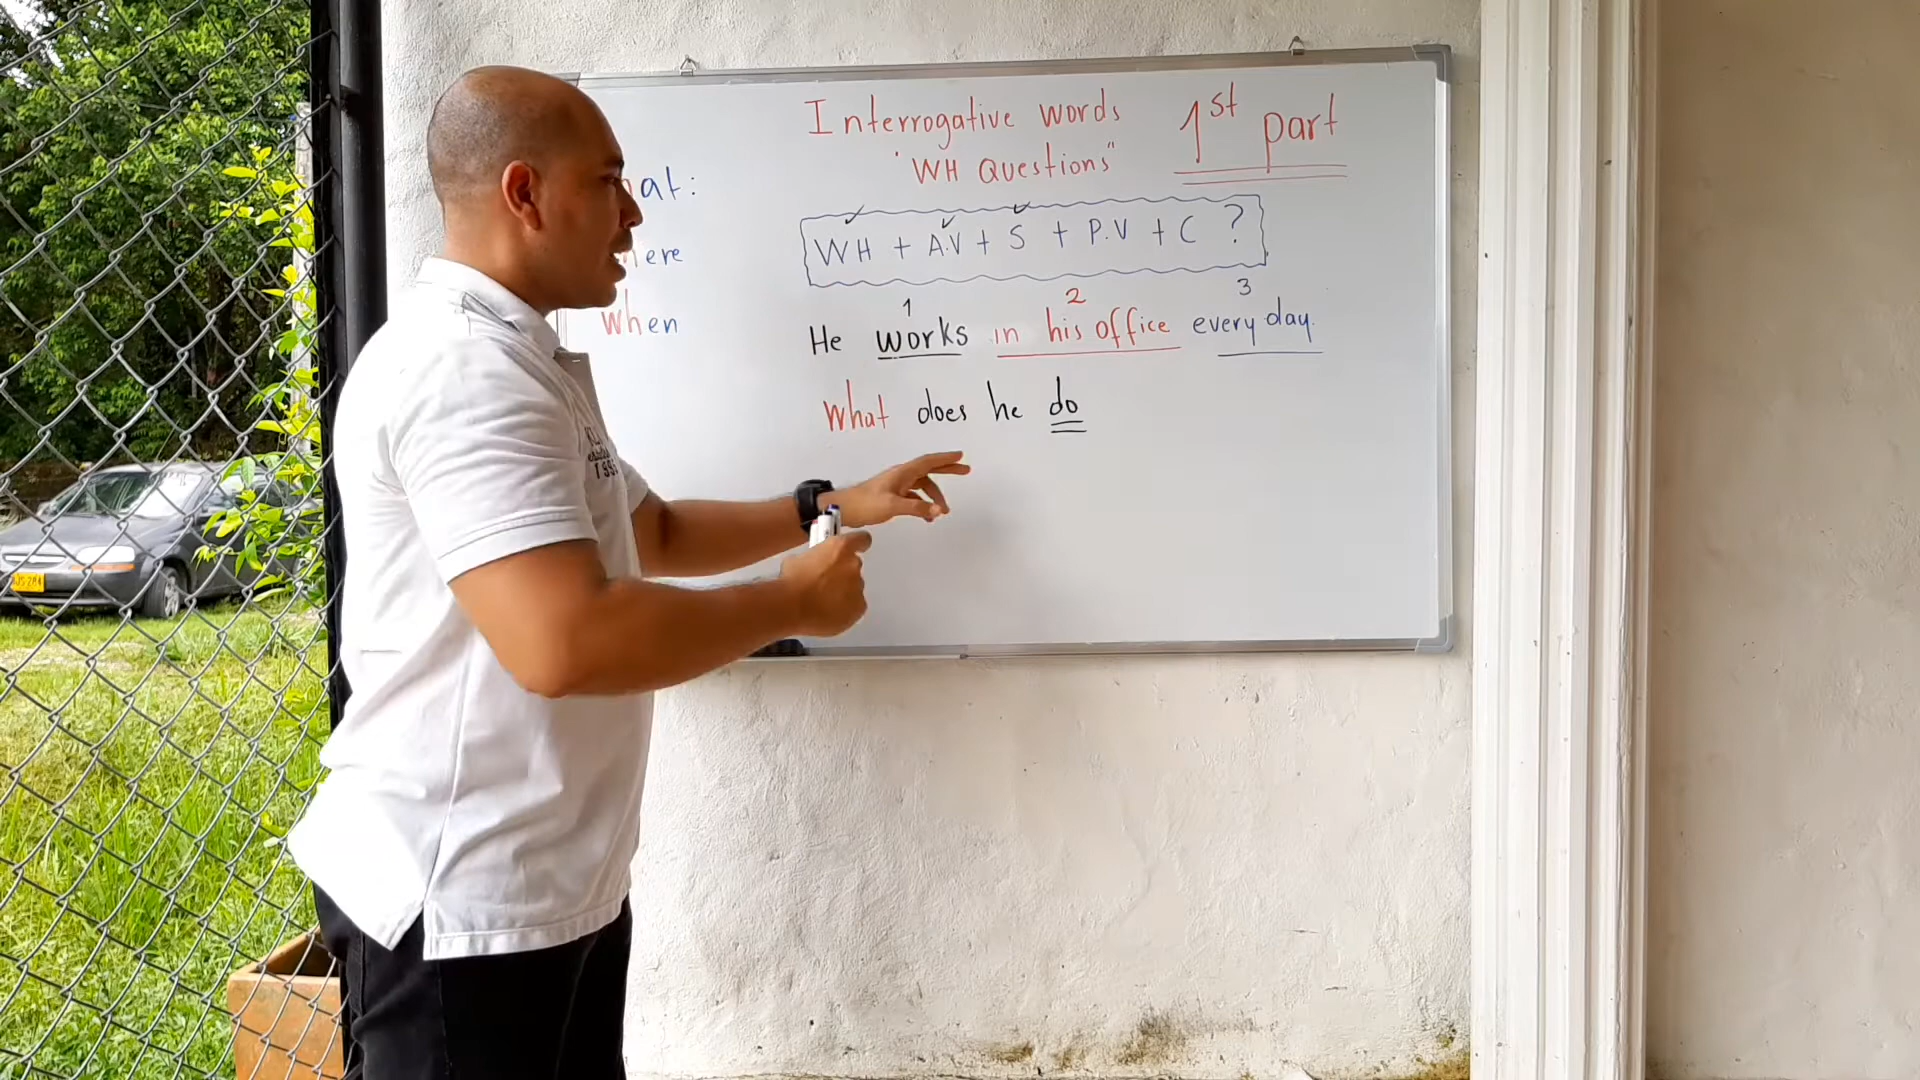 Interrogative words
"WH Questions"
1st part
at:
here
when
WH + A.V + S + P.V + C ?
1 2 3
He works in his office every day.
What does he do
199